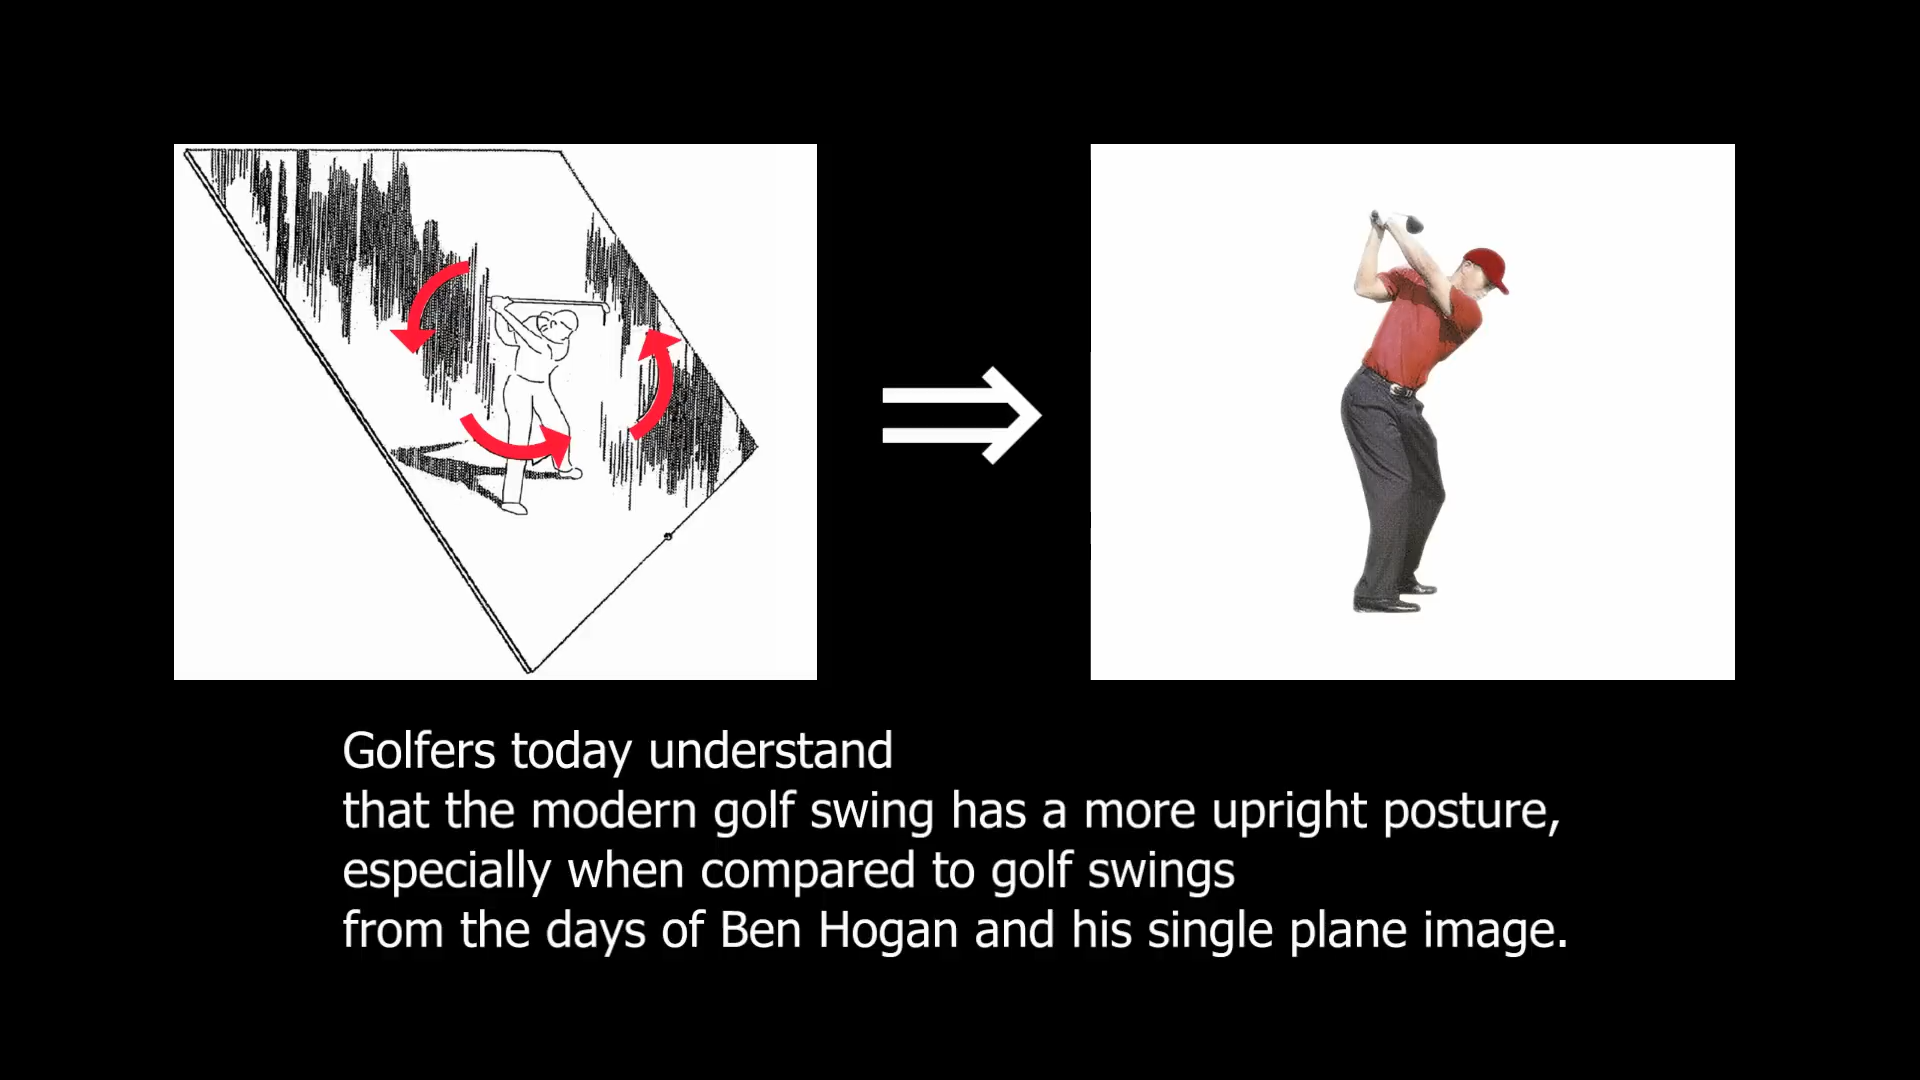 Golfers today understand
that the modern golf swing has a more upright posture,
especially when compared to golf swings
from the days of Ben Hogan and his single plane image.